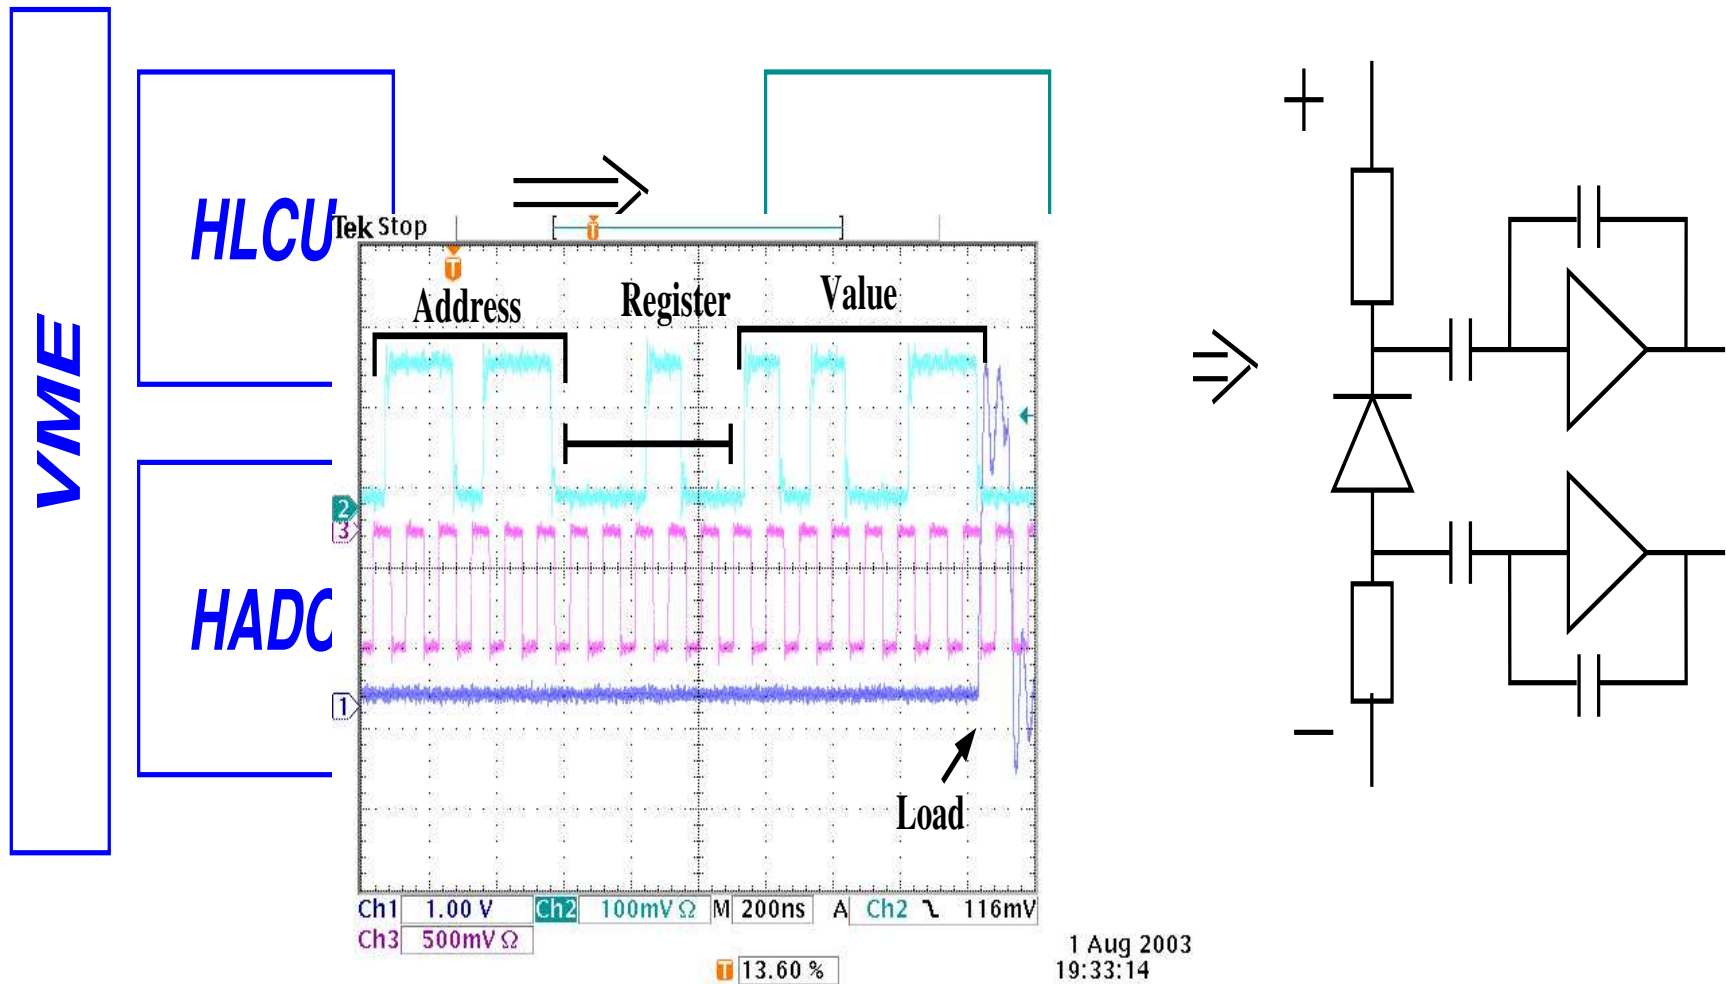 VME
HLCU
HADC
Tek Stop
T
T
Address Register Value
2
3
1
Load
Ch1 1.00 V Ch2 100mV Ω M 200ns A Ch2 116mV
Ch3 500mV Ω
T 13.60 %
1 Aug 2003
19:33:14
+
−